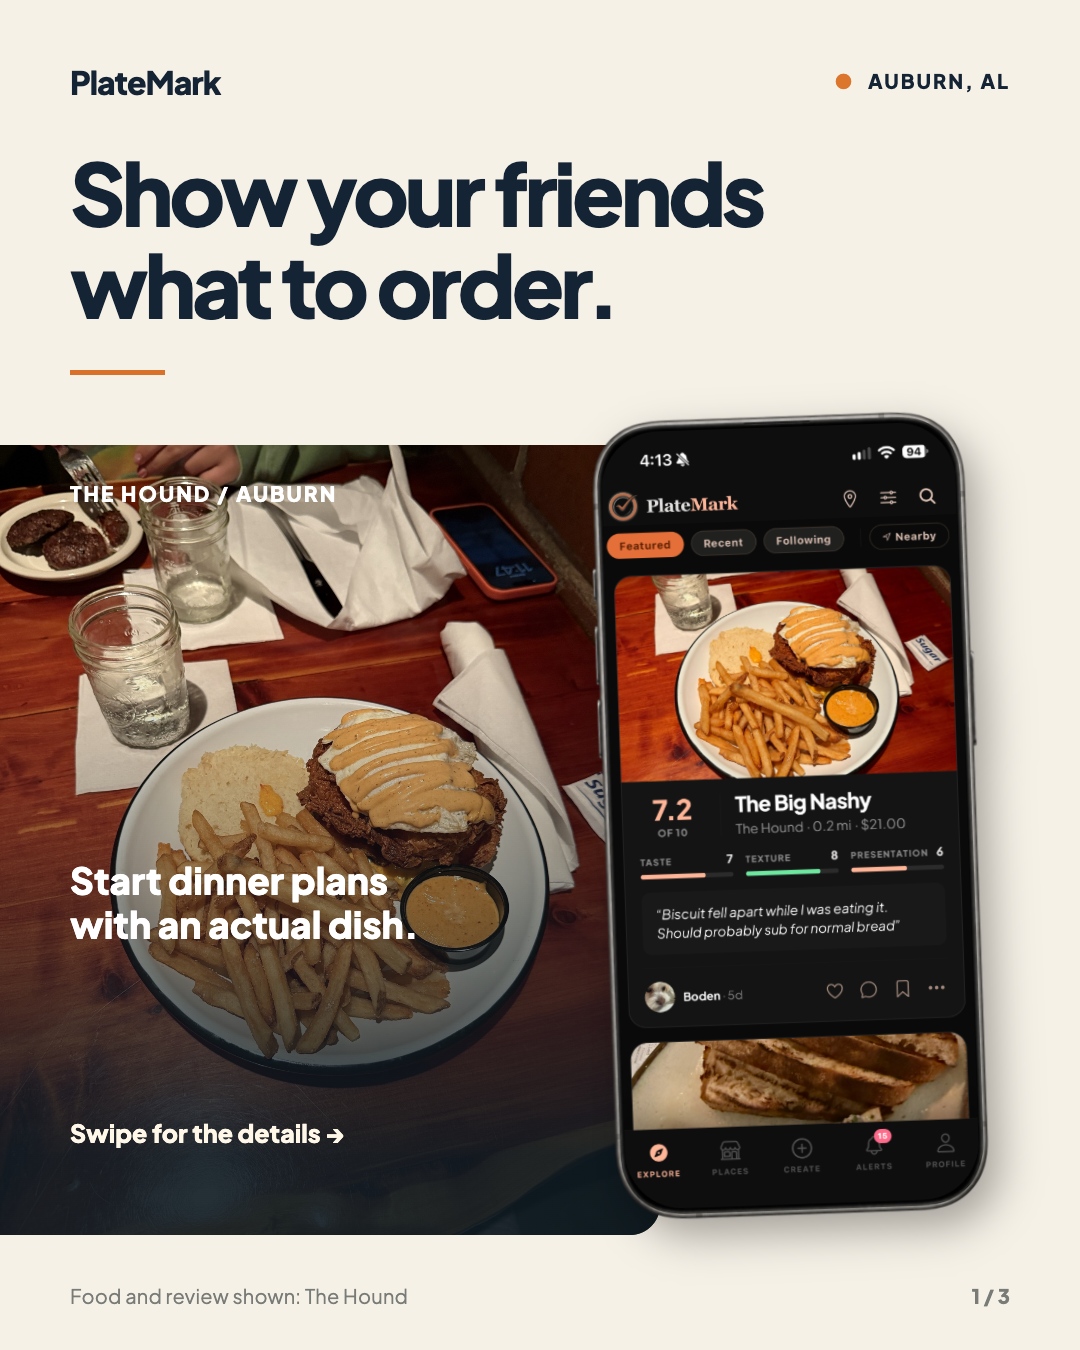 PlateMark
AUBURN, AL
Show your friends
what to order.
THE HOUND / AUBURN
11:47
Start dinner plans
with an actual dish.
Swipe for the details →
4:13
94
PlateMark
Featured
Recent
Following
Nearby
Sugar
7.2
OF 10
The Big Nashy
The Hound · 0.2 mi · $21.00
TASTE 7
TEXTURE 8
PRESENTATION 6
“Biscuit fell apart while I was eating it.
Should probably sub for normal bread”
Boden · 5d
EXPLORE
PLACES
CREATE
15
ALERTS
PROFILE
Food and review shown: The Hound
1 / 3